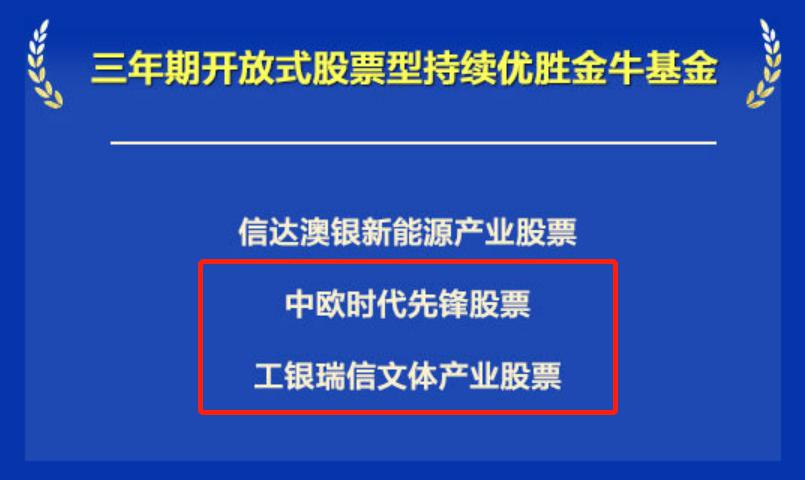 三年期开放式股票型持续优胜金牛基金
信达澳银新能源产业股票
中欧时代先锋股票
工银瑞信文体产业股票